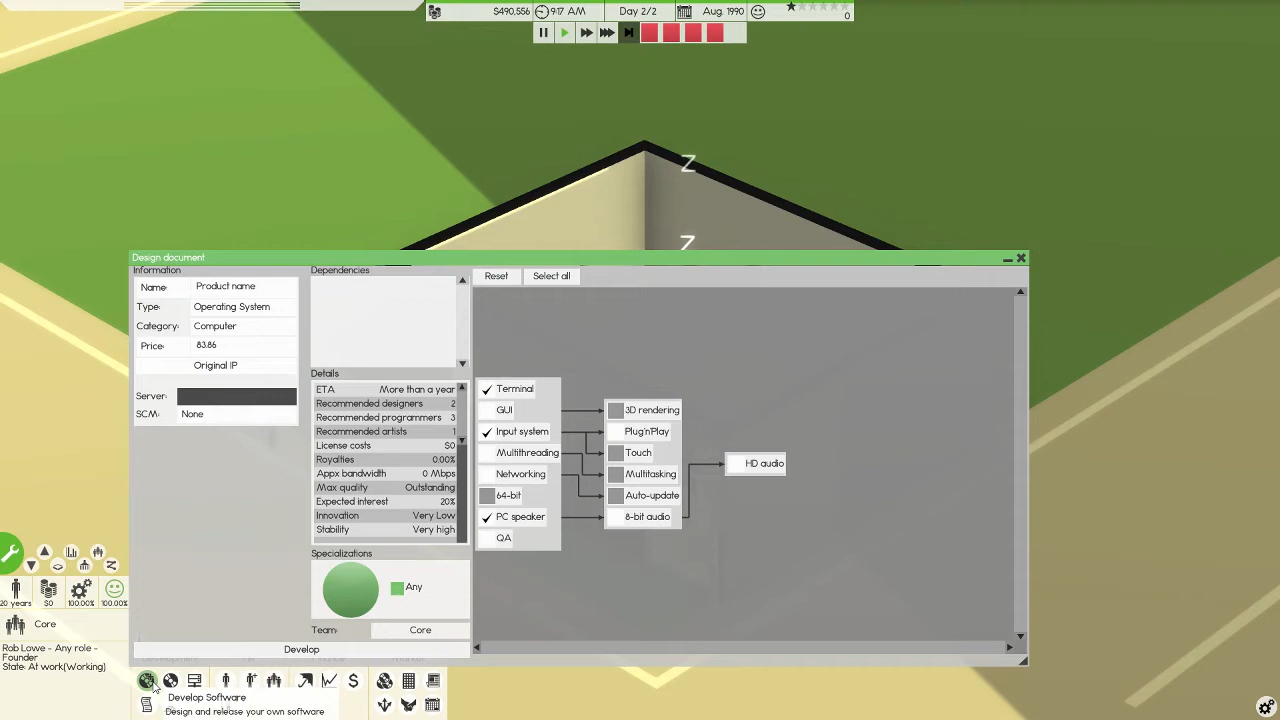 $490,556 9:17 AM Day 2/2 Aug. 1990 0
Z
Z
Design document
Information
Name: Product name
Type: Operating System
Category: Computer
Price: 83.86
Original IP
Server:
SCM: None
Dependencies
Details
ETA More than a year
Recommended designers 2
Recommended programmers 3
Recommended artists 1
License costs $0
Royalties 0.00%
Appx bandwidth 0 Mbps
Max quality Outstanding
Expected interest 20%
Innovation Very Low
Stability Very high
Specializations
Any
Team: Core
Develop
Reset Select all
Terminal
GUI 3D rendering
Input system Plug'n'Play
Multithreading Touch
HD audio
Networking Multitasking
64-bit Auto-update
PC speaker 8-bit audio
QA
20 years $0 100.00% 100.00%
Core
Rob Lowe - Any role -
Founder
State: At work(Working)
Develop Software
Design and release your own software